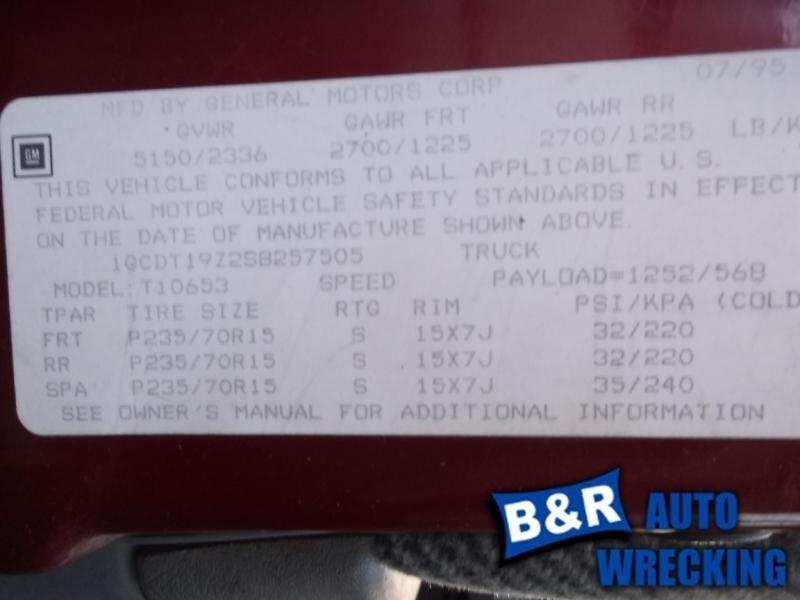 07/95
MFD BY GENERAL MOTORS CORP
GVWR GAWR FRT GAWR RR
5150/2336 2700/1225 2700/1225 LB/K
GM
THIS VEHICLE CONFORMS TO ALL APPLICABLE U.S.
FEDERAL MOTOR VEHICLE SAFETY STANDARDS IN EFFECT
ON THE DATE OF MANUFACTURE SHOWN ABOVE.
1GCDT19Z2S8257505 TRUCK
MODEL: T10653 SPEED PAYLOAD=1252/568
TPAR TIRE SIZE RTG RIM PSI/KPA (COLD
FRT P235/70R15 S 15X7J 32/220
RR P235/70R15 S 15X7J 32/220
SPA P235/70R15 S 15X7J 35/240
SEE OWNER'S MANUAL FOR ADDITIONAL INFORMATION
B&R AUTO
WRECKING